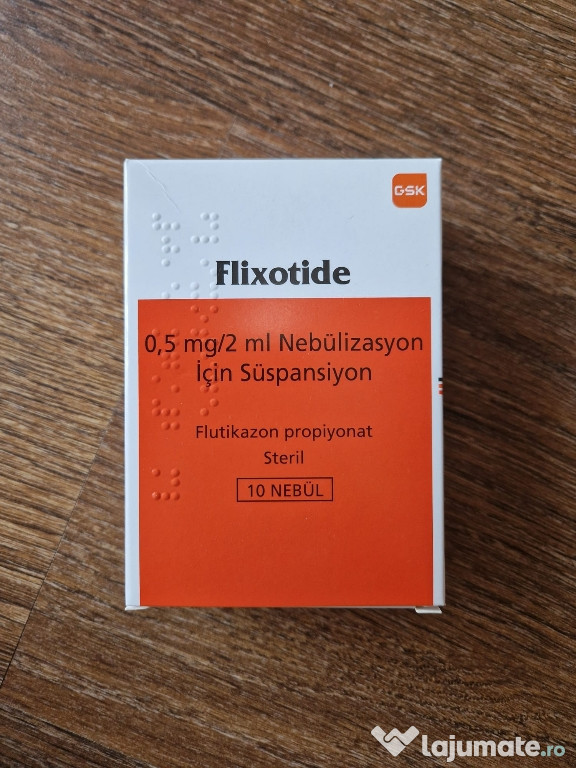 GSK
Flixotide
0,5 mg/2 ml Nebülizasyon
İçin Süspansiyon
Flutikazon propiyonat
Steril
10 NEBÜL
lajumate.ro